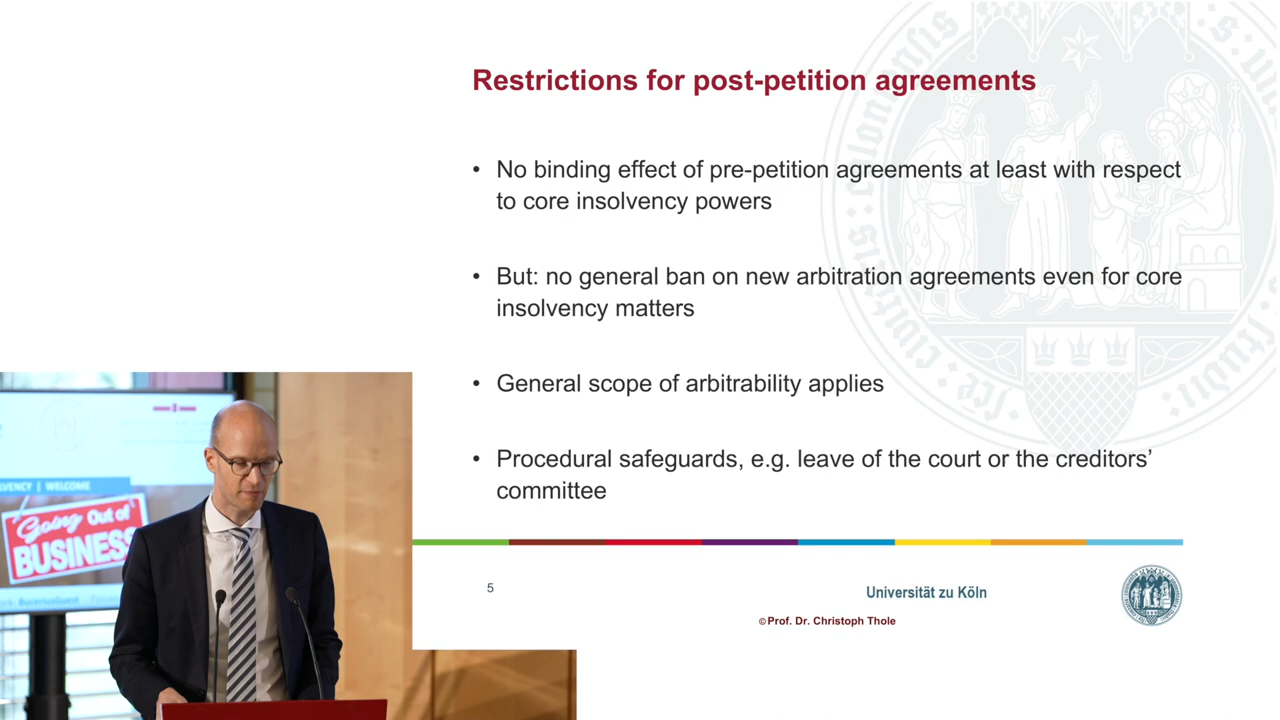 Restrictions for post-petition agreements
• No binding effect of pre-petition agreements at least with respect
to core insolvency powers
• But: no general ban on new arbitration agreements even for core
insolvency matters
• General scope of arbitrability applies
• Procedural safeguards, e.g. leave of the court or the creditors’
committee
5
Universität zu Köln
© Prof. Dr. Christoph Thole
LVENCY | WELCOME
Going Out of
BUSINESS